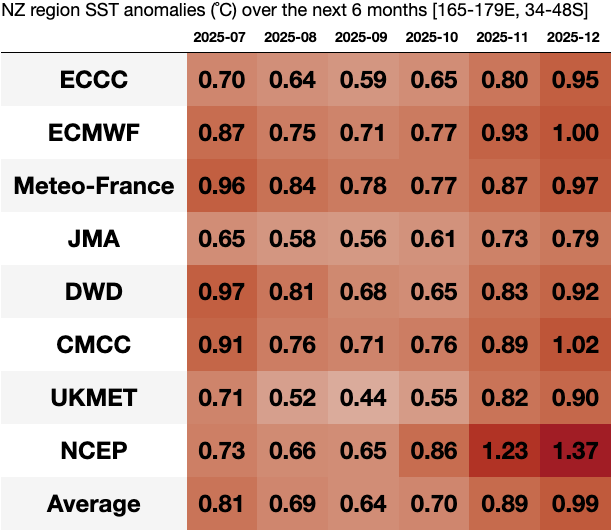 NZ region SST anomalies (℃) over the next 6 months [165-179E, 34-48S]
2025-07 2025-08 2025-09 2025-10 2025-11 2025-12
ECCC 0.70 0.64 0.59 0.65 0.80 0.95
ECMWF 0.87 0.75 0.71 0.77 0.93 1.00
Meteo-France 0.96 0.84 0.78 0.77 0.87 0.97
JMA 0.65 0.58 0.56 0.61 0.73 0.79
DWD 0.97 0.81 0.68 0.65 0.83 0.92
CMCC 0.91 0.76 0.71 0.76 0.89 1.02
UKMET 0.71 0.52 0.44 0.55 0.82 0.90
NCEP 0.73 0.66 0.65 0.86 1.23 1.37
Average 0.81 0.69 0.64 0.70 0.89 0.99